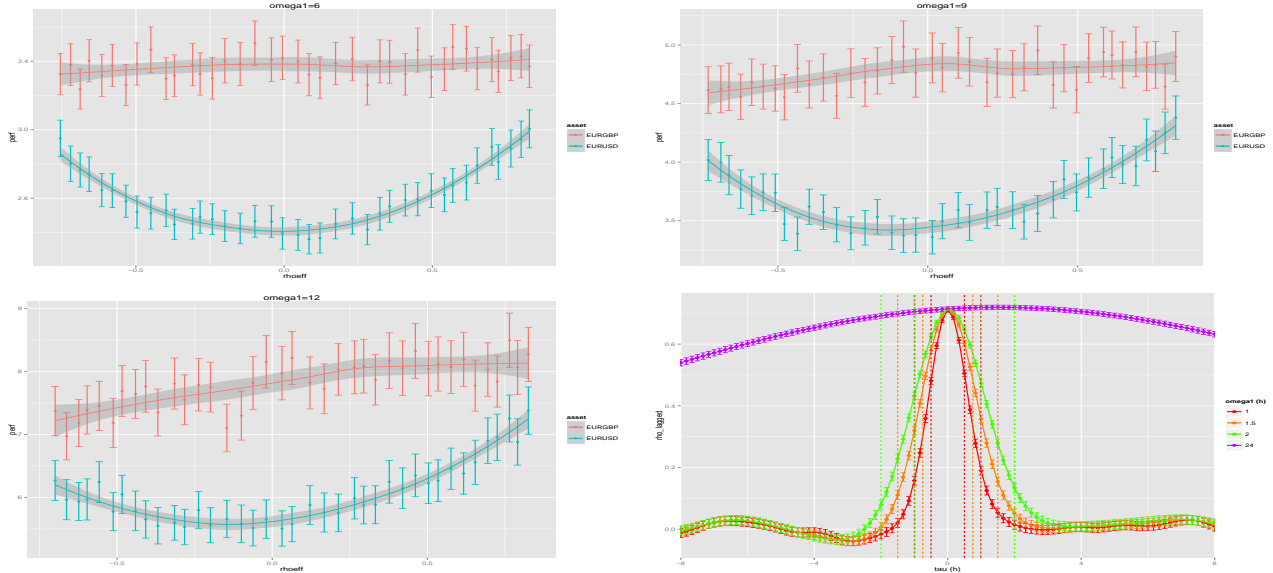 omega1=6
perf
3.4
3.0
2.6
−0.5
0.0
0.5
rhoeff
asset
EURGBP
EURUSD
omega1=9
perf
5.0
4.5
4.0
3.5
−0.5
0.0
0.5
rhoeff
asset
EURGBP
EURUSD
omega1=12
perf
9
8
7
6
−0.5
0.0
0.5
rhoeff
asset
EURGBP
EURUSD
rho_lagged
0.6
0.4
0.2
0.0
−8
−4
0
4
8
tau (h)
omega1 (h)
1
1.5
2
24